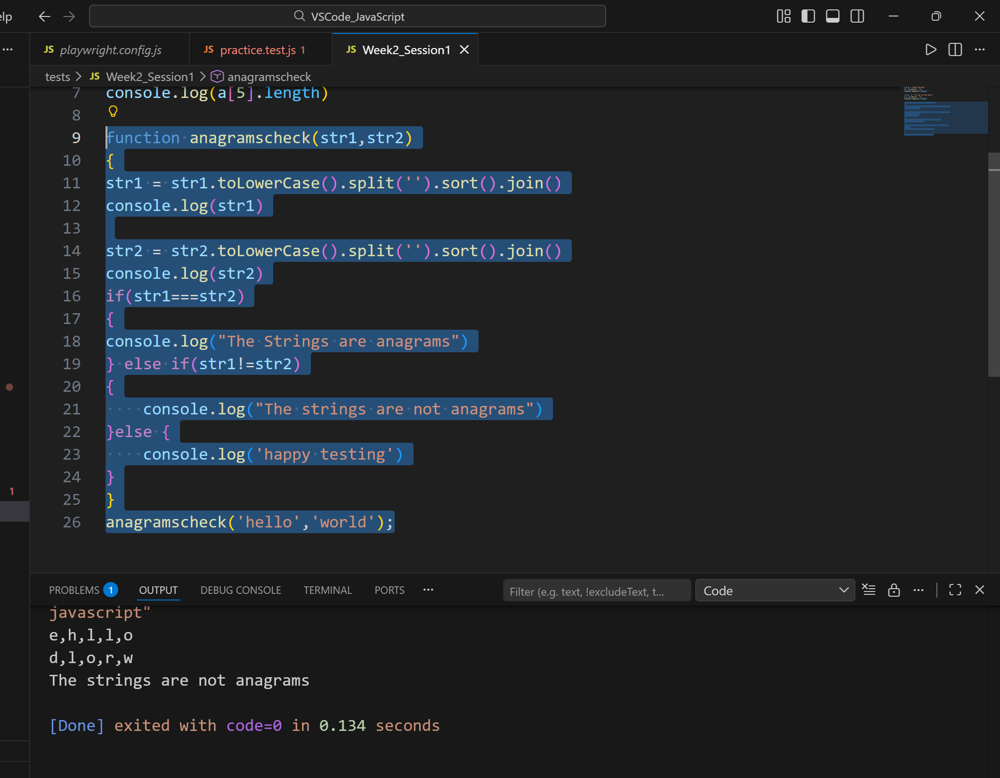 elp
VSCode_JavaScript
JS playwright.config.js
JS practice.test.js 1
JS Week2_Session1
tests > JS Week2_Session1 > anagramscheck
7 console.log(a[5].length)
8
9 function anagramscheck(str1,str2)
10 {
11 str1 = str1.toLowerCase().split('').sort().join()
12 console.log(str1)
13
14 str2 = str2.toLowerCase().split('').sort().join()
15 console.log(str2)
16 if(str1===str2)
17 {
18 console.log("The Strings are anagrams")
19 } else if(str1!=str2)
20 {
21     console.log("The strings are not anagrams")
22 }else {
23     console.log('happy testing')
24 }
25 }
26 anagramscheck('hello','world');
1
PROBLEMS 1 OUTPUT DEBUG CONSOLE TERMINAL PORTS ··· Filter (e.g. text, !excludeText, t... Code
javascript"
e,h,l,l,o
d,l,o,r,w
The strings are not anagrams
[Done] exited with code=0 in 0.134 seconds